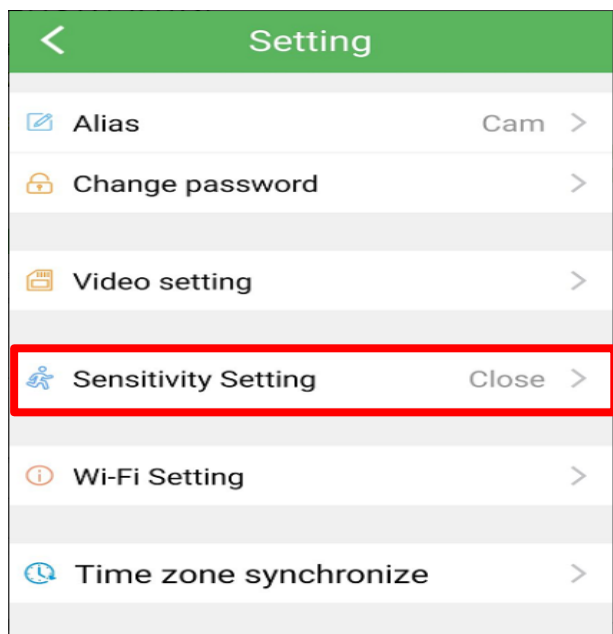 Setting
Alias Cam
Change password
Video setting
Sensitivity Setting Close
Wi-Fi Setting
Time zone synchronize